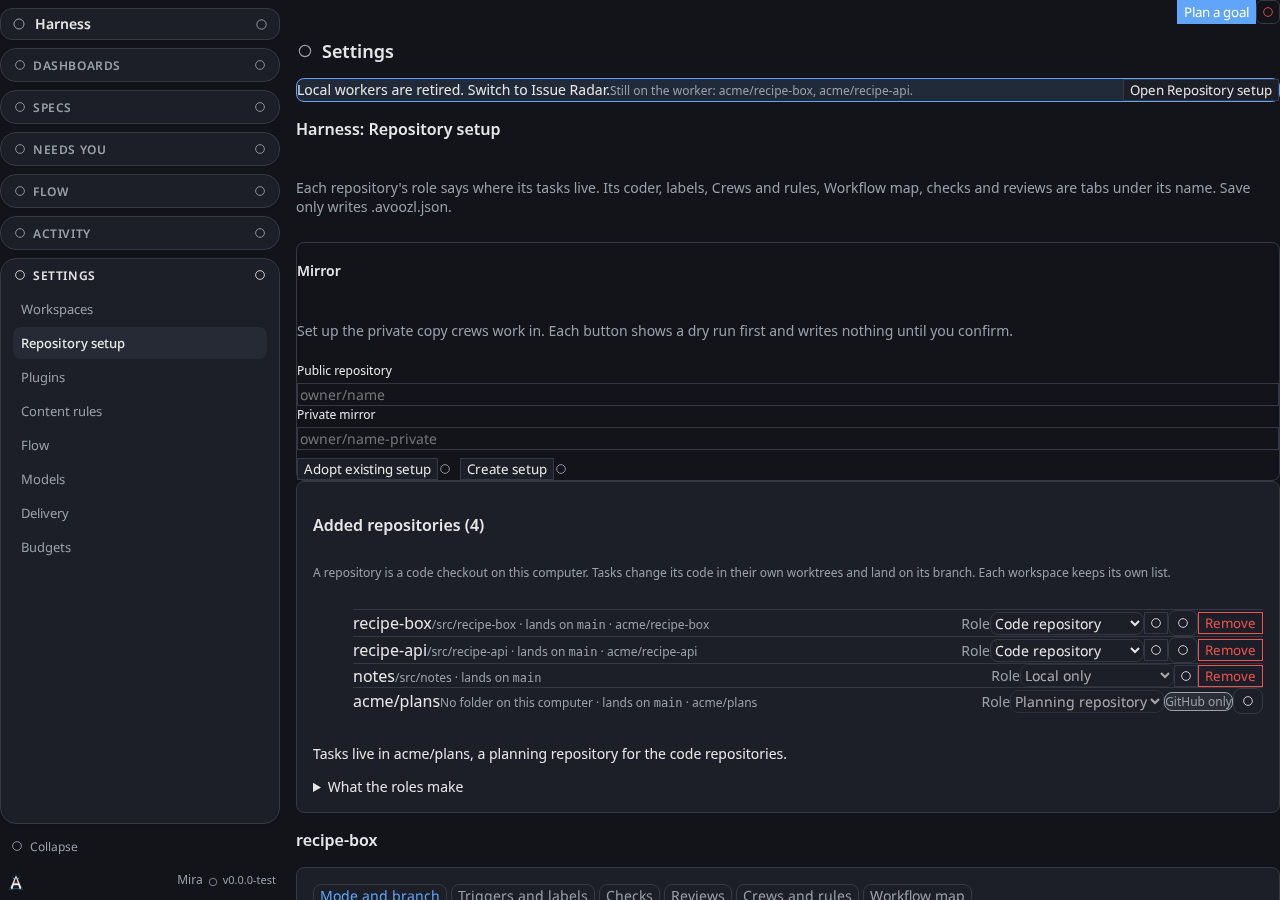 Plan a goal
Harness
DASHBOARDS
SPECS
NEEDS YOU
FLOW
ACTIVITY
SETTINGS
Workspaces
Repository setup
Plugins
Content rules
Flow
Models
Delivery
Budgets
Collapse
Mira v0.0.0-test
Settings
Local workers are retired. Switch to Issue Radar. Still on the worker: acme/recipe-box, acme/recipe-api. Open Repository setup
Harness: Repository setup
Each repository's role says where its tasks live. Its coder, labels, Crews and rules, Workflow map, checks and reviews are tabs under its name. Save
only writes .avoozl.json.
Mirror
Set up the private copy crews work in. Each button shows a dry run first and writes nothing until you confirm.
Public repository
owner/name
Private mirror
owner/name-private
Adopt existing setup Create setup
Added repositories (4)
A repository is a code checkout on this computer. Tasks change its code in their own worktrees and land on its branch. Each workspace keeps its own list.
recipe-box/src/recipe-box · lands on main · acme/recipe-box Role Code repository Remove
recipe-api/src/recipe-api · lands on main · acme/recipe-api Role Code repository Remove
notes/src/notes · lands on main Role Local only Remove
acme/plans No folder on this computer · lands on main · acme/plans Role Planning repository GitHub only
Tasks live in acme/plans, a planning repository for the code repositories.
What the roles make
recipe-box
Mode and branch Triggers and labels Checks Reviews Crews and rules Workflow map